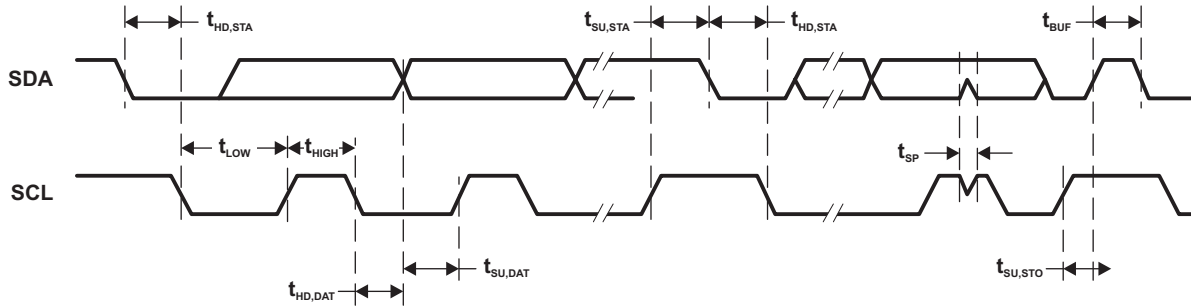 tHD,STA tSU,STA tHD,STA tBUF
SDA
tLOW tHIGH tSP
SCL
tHD,DAT tSU,DAT tSU,STO